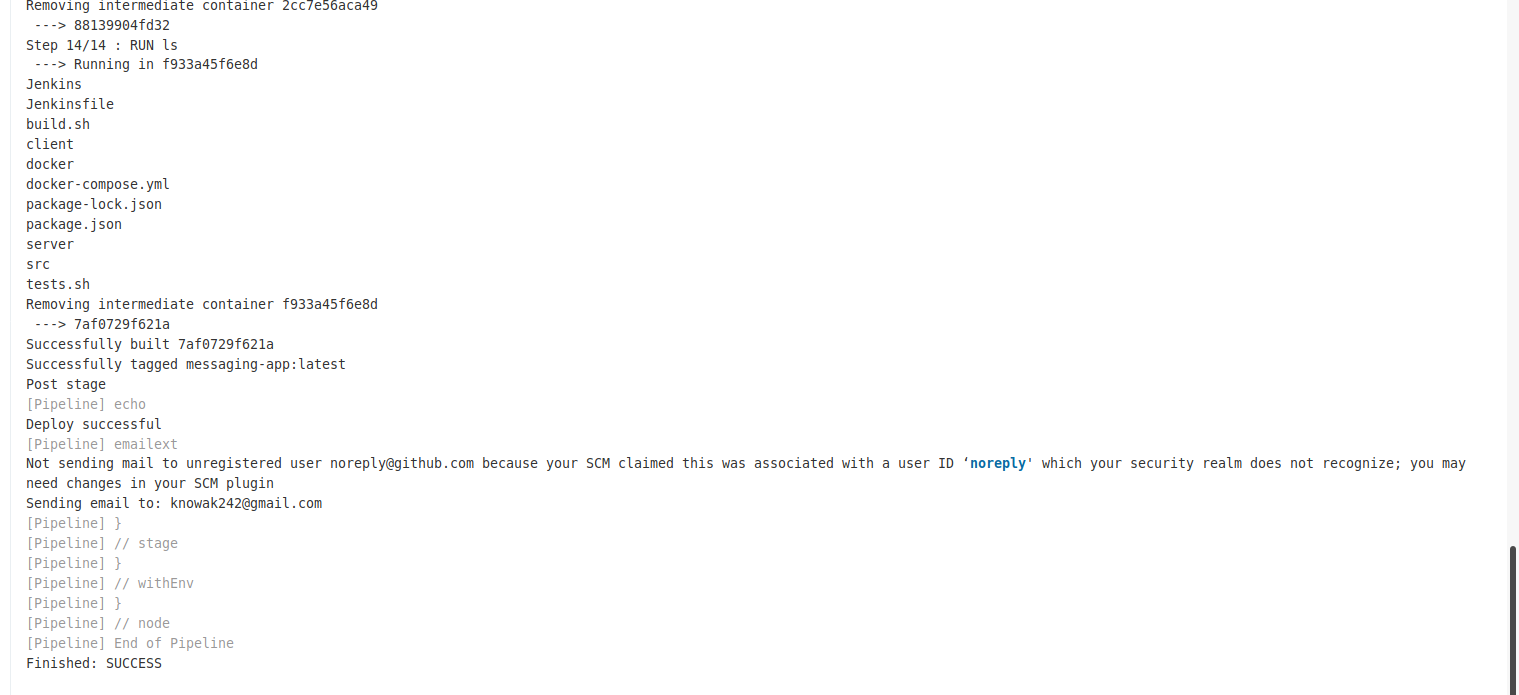 Removing intermediate container 2cc7e56aca49
 ---> 88139904fd32
Step 14/14 : RUN ls
 ---> Running in f933a45f6e8d
Jenkins
Jenkinsfile
build.sh
client
docker
docker-compose.yml
package-lock.json
package.json
server
src
tests.sh
Removing intermediate container f933a45f6e8d
 ---> 7af0729f621a
Successfully built 7af0729f621a
Successfully tagged messaging-app:latest
Post stage
[Pipeline] echo
Deploy successful
[Pipeline] emailext
Not sending mail to unregistered user noreply@github.com because your SCM claimed this was associated with a user ID ‘noreply' which your security realm does not recognize; you may
need changes in your SCM plugin
Sending email to: knowak242@gmail.com
[Pipeline] }
[Pipeline] // stage
[Pipeline] }
[Pipeline] // withEnv
[Pipeline] }
[Pipeline] // node
[Pipeline] End of Pipeline
Finished: SUCCESS